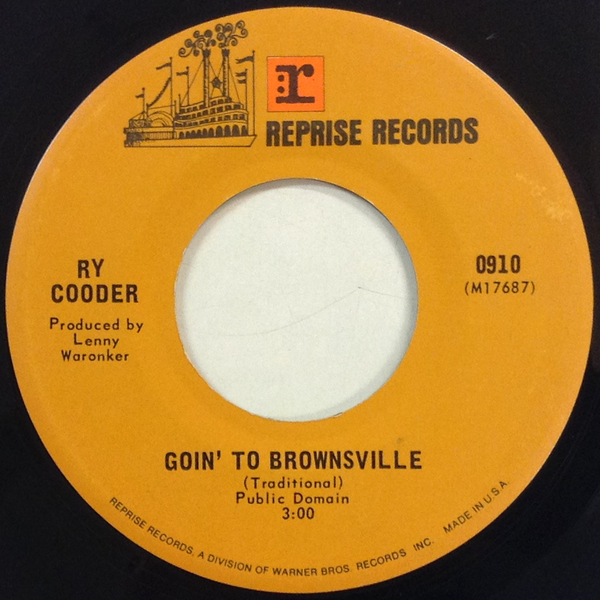 r
REPRISE RECORDS
RY
COODER
Produced by
Lenny
Waronker
0910
(M17687)
GOIN' TO BROWNSVILLE
(Traditional)
Public Domain
3:00
REPRISE RECORDS, A DIVISION OF WARNER BROS. RECORDS INC. MADE IN U.S.A.